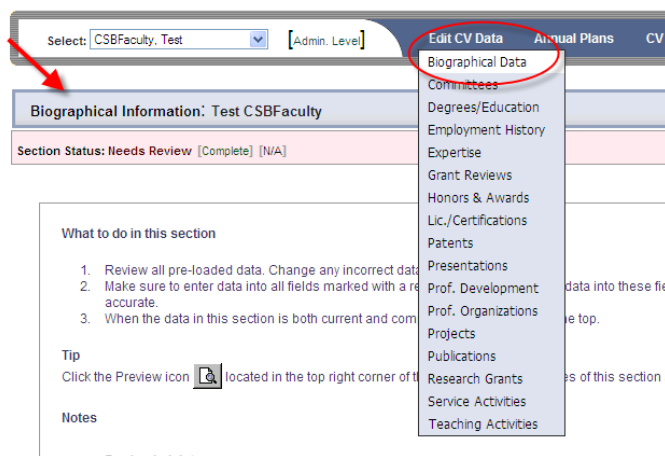 Select: CSBFaculty, Test [Admin. Level] Edit CV Data Annual Plans CV
Biographical Data
Committees
Degrees/Education
Employment History
Expertise
Grant Reviews
Honors & Awards
Lic./Certifications
Patents
Presentations
Prof. Development
Prof. Organizations
Projects
Publications
Research Grants
Service Activities
Teaching Activities
Biographical Information: Test CSBFaculty
Section Status: Needs Review [Complete] [N/A]
What to do in this section
1. Review all pre-loaded data. Change any incorrect data
2. Make sure to enter data into all fields marked with a data into these
accurate.
3. When the data in this section is both current and top.
Tip
Click the Preview icon located in the top right corner of of this section
Notes